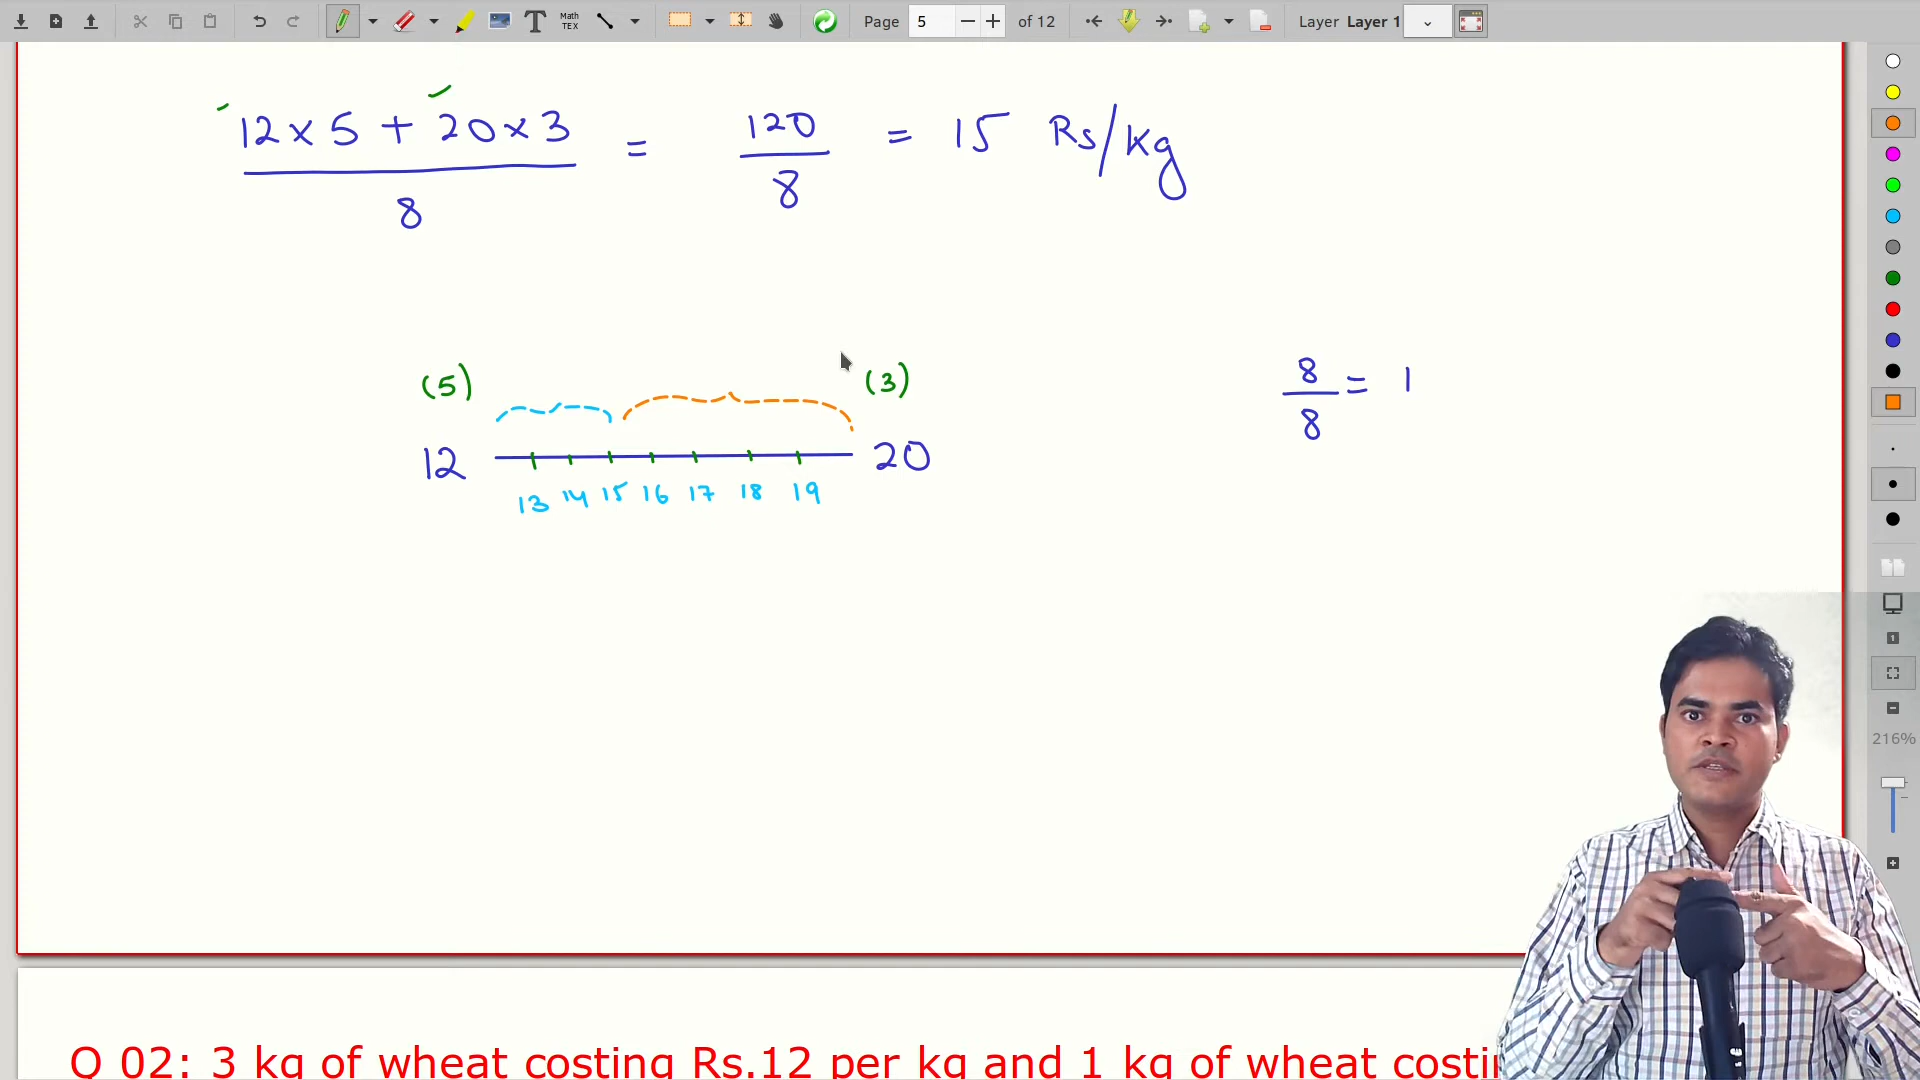 Page 5 of 12 Layer Layer 1
Math TEX
12 × 5 + 20 × 3 = 120 = 15 Rs/kg
8 8
(5) (3)
8 = 1
8
12 20
13 14 15 16 17 18 19
216%
Q 02: 3 kg of wheat costing Rs.12 per kg and 1 kg of wheat costin